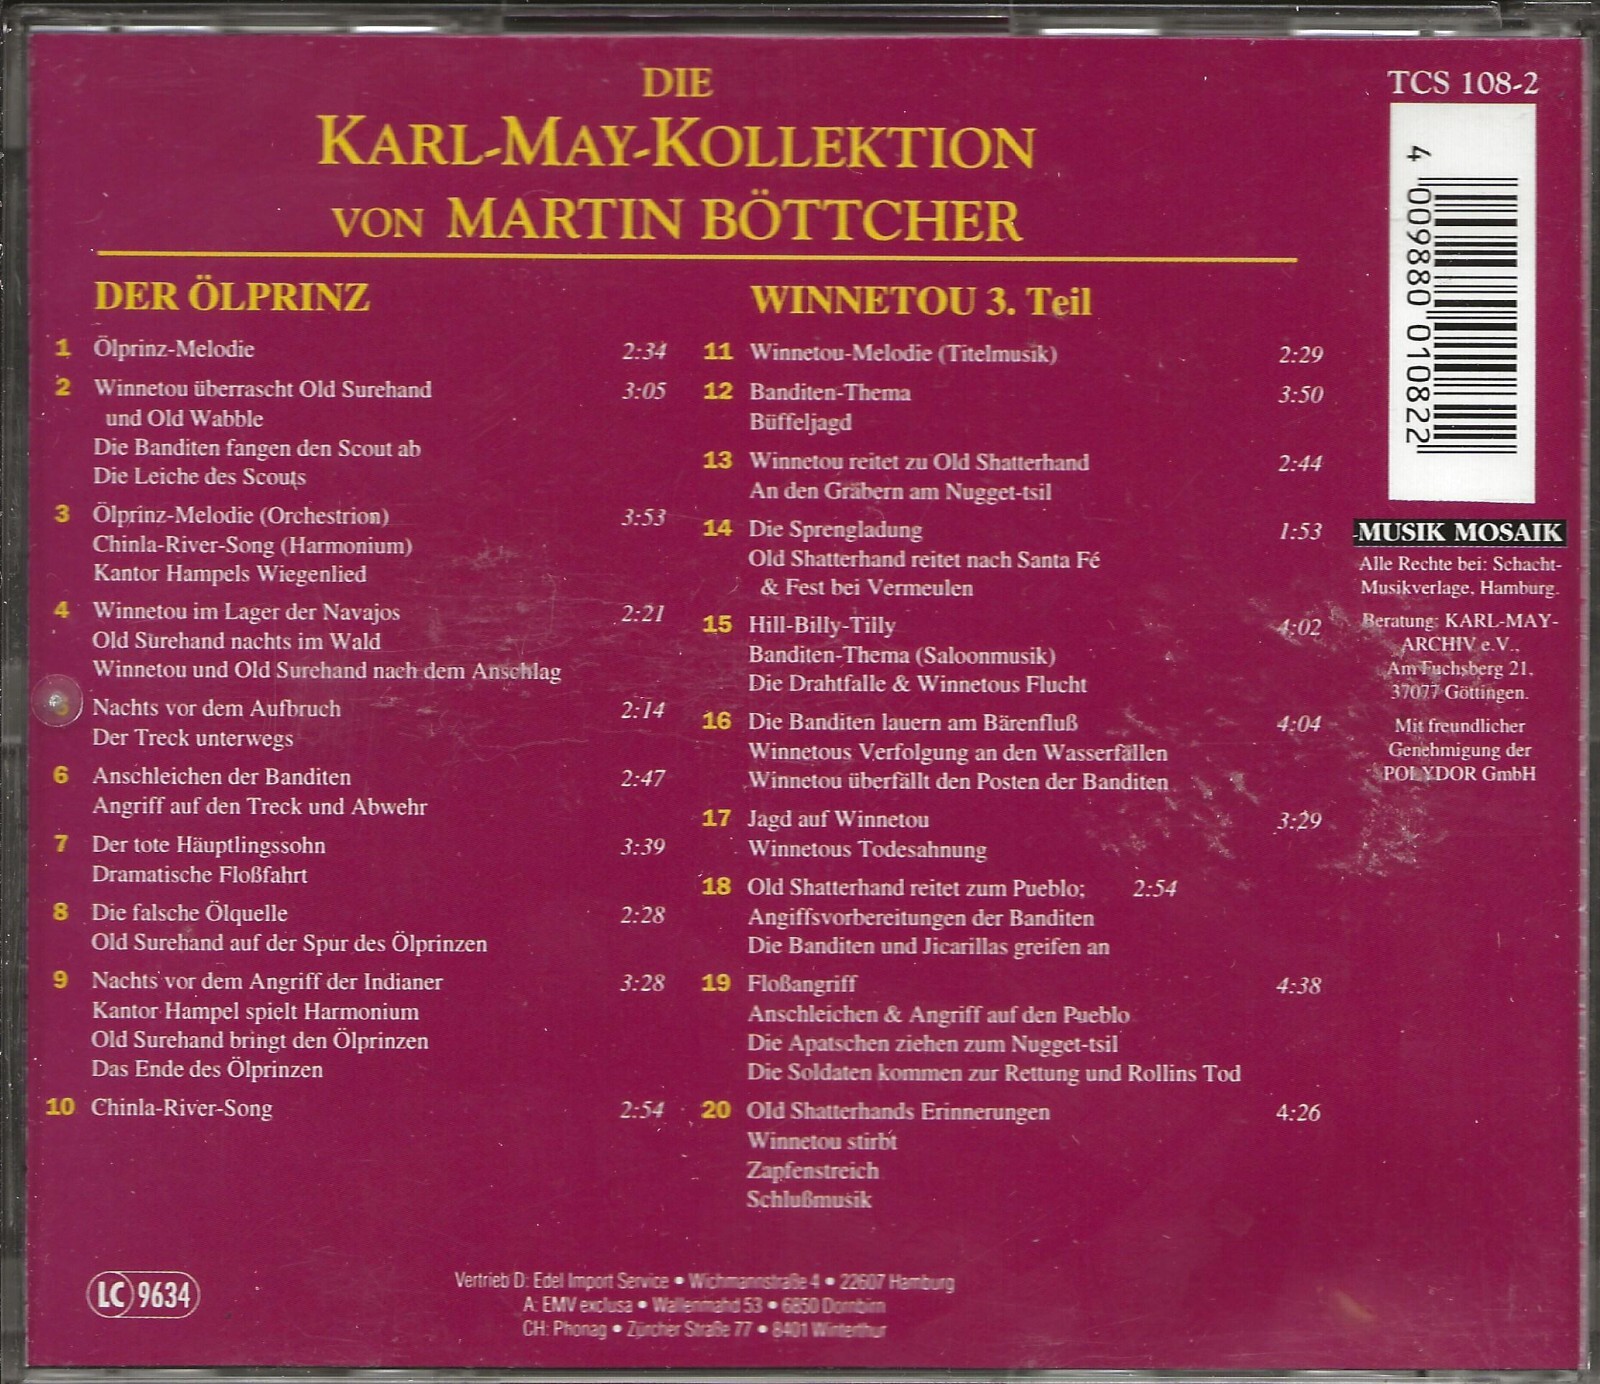 DIE
KARL-MAY-KOLLEKTION
VON MARTIN BÖTTCHER
DER ÖLPRINZ
1 Ölprinz-Melodie 2:34
2 Winnetou überrascht Old Surehand 3:05
und Old Wabble
Die Banditen fangen den Scout ab
Die Leiche des Scouts
3 Ölprinz-Melodie (Orchestrion) 3:53
Chinla-River-Song (Harmonium)
Kantor Hampels Wiegenlied
4 Winnetou im Lager der Navajos 2:21
Old Surehand nachts im Wald
Winnetou und Old Surehand nach dem Anschlag
Nachts vor dem Aufbruch 2:14
Der Treck unterwegs
6 Anschleichen der Banditen 2:47
Angriff auf den Treck und Abwehr
7 Der tote Häuptlingssohn 3:39
Dramatische Floßfahrt
8 Die falsche Ölquelle 2:28
Old Surehand auf der Spur des Ölprinzen
9 Nachts vor dem Angriff der Indianer 3:28
Kantor Hampel spielt Harmonium
Old Surehand bringt den Ölprinzen
Das Ende des Ölprinzen
10 Chinla-River-Song 2:54
WINNETOU 3. Teil
11 Winnetou-Melodie (Titelmusik) 2:29
12 Banditen-Thema 3:50
Büffeljagd
13 Winnetou reitet zu Old Shatterhand 2:44
An den Gräbern am Nugget-tsil
14 Die Sprengladung 1:53
Old Shatterhand reitet nach Santa Fé
& Fest bei Vermeulen
15 Hill-Billy-Tilly 4:02
Banditen-Thema (Saloonmusik)
Die Drahtfalle & Winnetous Flucht
16 Die Banditen lauern am Bärenfluß 4:04
Winnetous Verfolgung an den Wasserfällen
Winnetou überfällt den Posten der Banditen
17 Jagd auf Winnetou 3:29
Winnetous Todesahnung
18 Old Shatterhand reitet zum Pueblo; 2:54
Angiffsvorbereitungen der Banditen
Die Banditen und Jicarillas greifen an
19 Floßangriff 4:38
Anschleichen & Angriff auf den Pueblo
Die Apatschen ziehen zum Nugget-tsil
Die Soldaten kommen zur Rettung und Rollins Tod
20 Old Shatterhands Erinnerungen 4:26
Winnetou stirbt
Zapfenstreich
Schlußmusik
TCS 108-2
4 009880 010822
MUSIK MOSAIK
Alle Rechte bei: Schacht-
Musikverlage, Hamburg.
Beratung: KARL-MAY-
ARCHIV e.V.,
Am Fuchsberg 21,
37077 Göttingen.
Mit freundlicher
Genehmigung der
POLYDOR GmbH
LC 9634
Vertrieb D: Edel Import Service • Wichmannstraße 4 • 22607 Hamburg
A: EMV exclusa • Wallenmahd 53 • 6850 Dornbirn
CH: Phonag • Zürcher Straße 77 • 8401 Winterthur